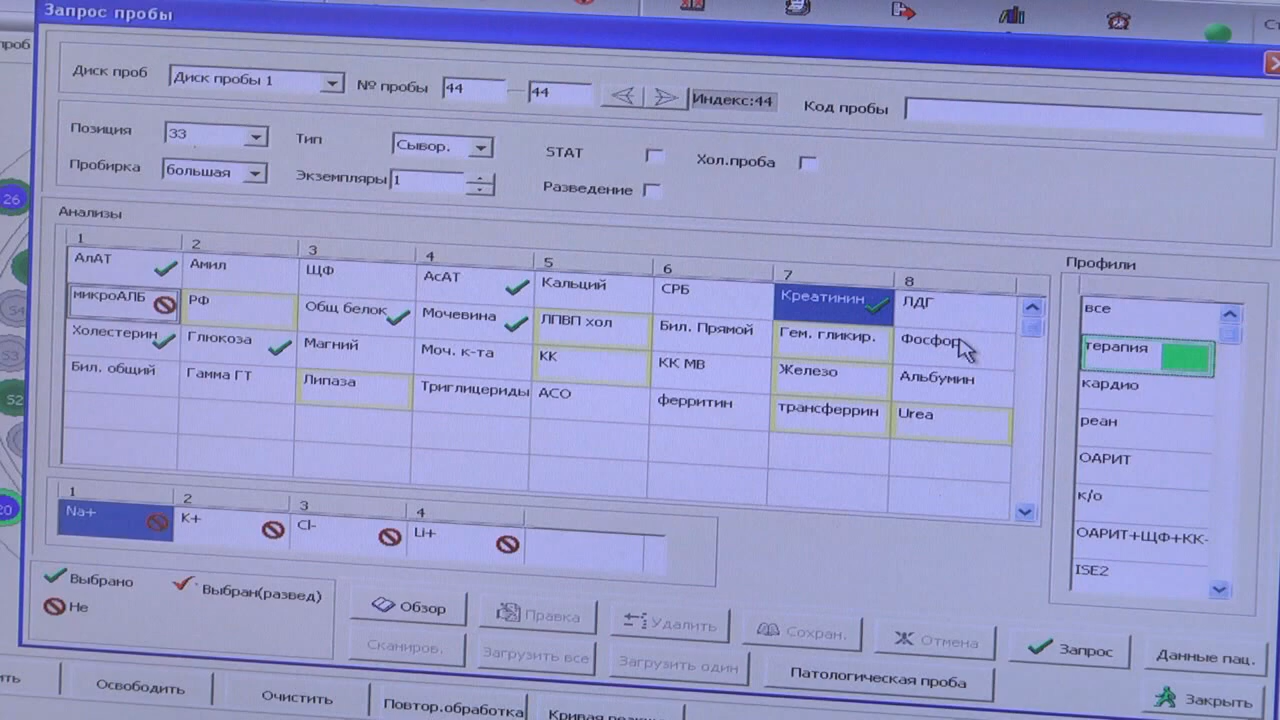 Запрос пробы
Диск проб Диск пробы 1 № пробы 44 — 44 Индекс:44 Код пробы
Позиция 33 Тип Сывор. STAT Хол.проба
Пробирка большая Экземпляры 1 Разведение
26
S4
S3
S2
20
Анализы
1 2 3 4 5 6 7 8
АлАТ Амил ЩФ АсАТ Кальций СРБ Креатинин ЛДГ
микроАЛБ РФ Общ белок Мочевина ЛПВП хол Бил. Прямой Гем. гликир. Фосфор
Холестерин Глюкоза Магний Моч. к-та КК КК МВ Железо Альбумин
Бил. общий Гамма ГТ Липаза Триглицериды АСО ферритин трансферрин Urea
Профили
все
терапия
кардио
реан
ОАРИТ
к/о
ОАРИТ+ЩФ+КК-
ISE2
1 2 3 4
Na+ K+ Cl- Li+
Выбрано Выбран(развед)
Не
Обзор Правка Удалить Сохран. Отмена Запрос Данные пац.
Сканиров. Загрузить все Загрузить один Патологическая проба Закрыть
Освободить Очистить Повтор.обработка